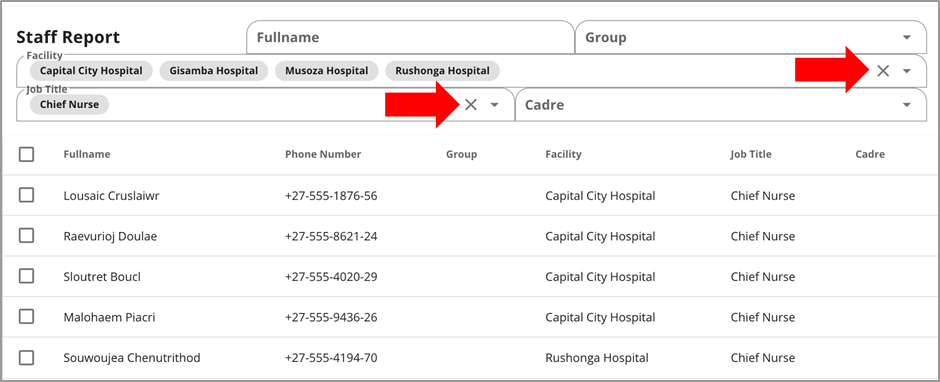 Staff Report Fullname Group
Facility
Capital City Hospital Gisamba Hospital Musoza Hospital Rushonga Hospital
Job Title
Chief Nurse Cadre
Fullname Phone Number Group Facility Job Title Cadre
Lousaic Cruslaiwr +27-555-1876-56 Capital City Hospital Chief Nurse
Raevurioj Doulae +27-555-8621-24 Capital City Hospital Chief Nurse
Sloutret Boucl +27-555-4020-29 Capital City Hospital Chief Nurse
Malohaem Piacri +27-555-9436-26 Capital City Hospital Chief Nurse
Souwoujea Chenutrithod +27-555-4194-70 Rushonga Hospital Chief Nurse